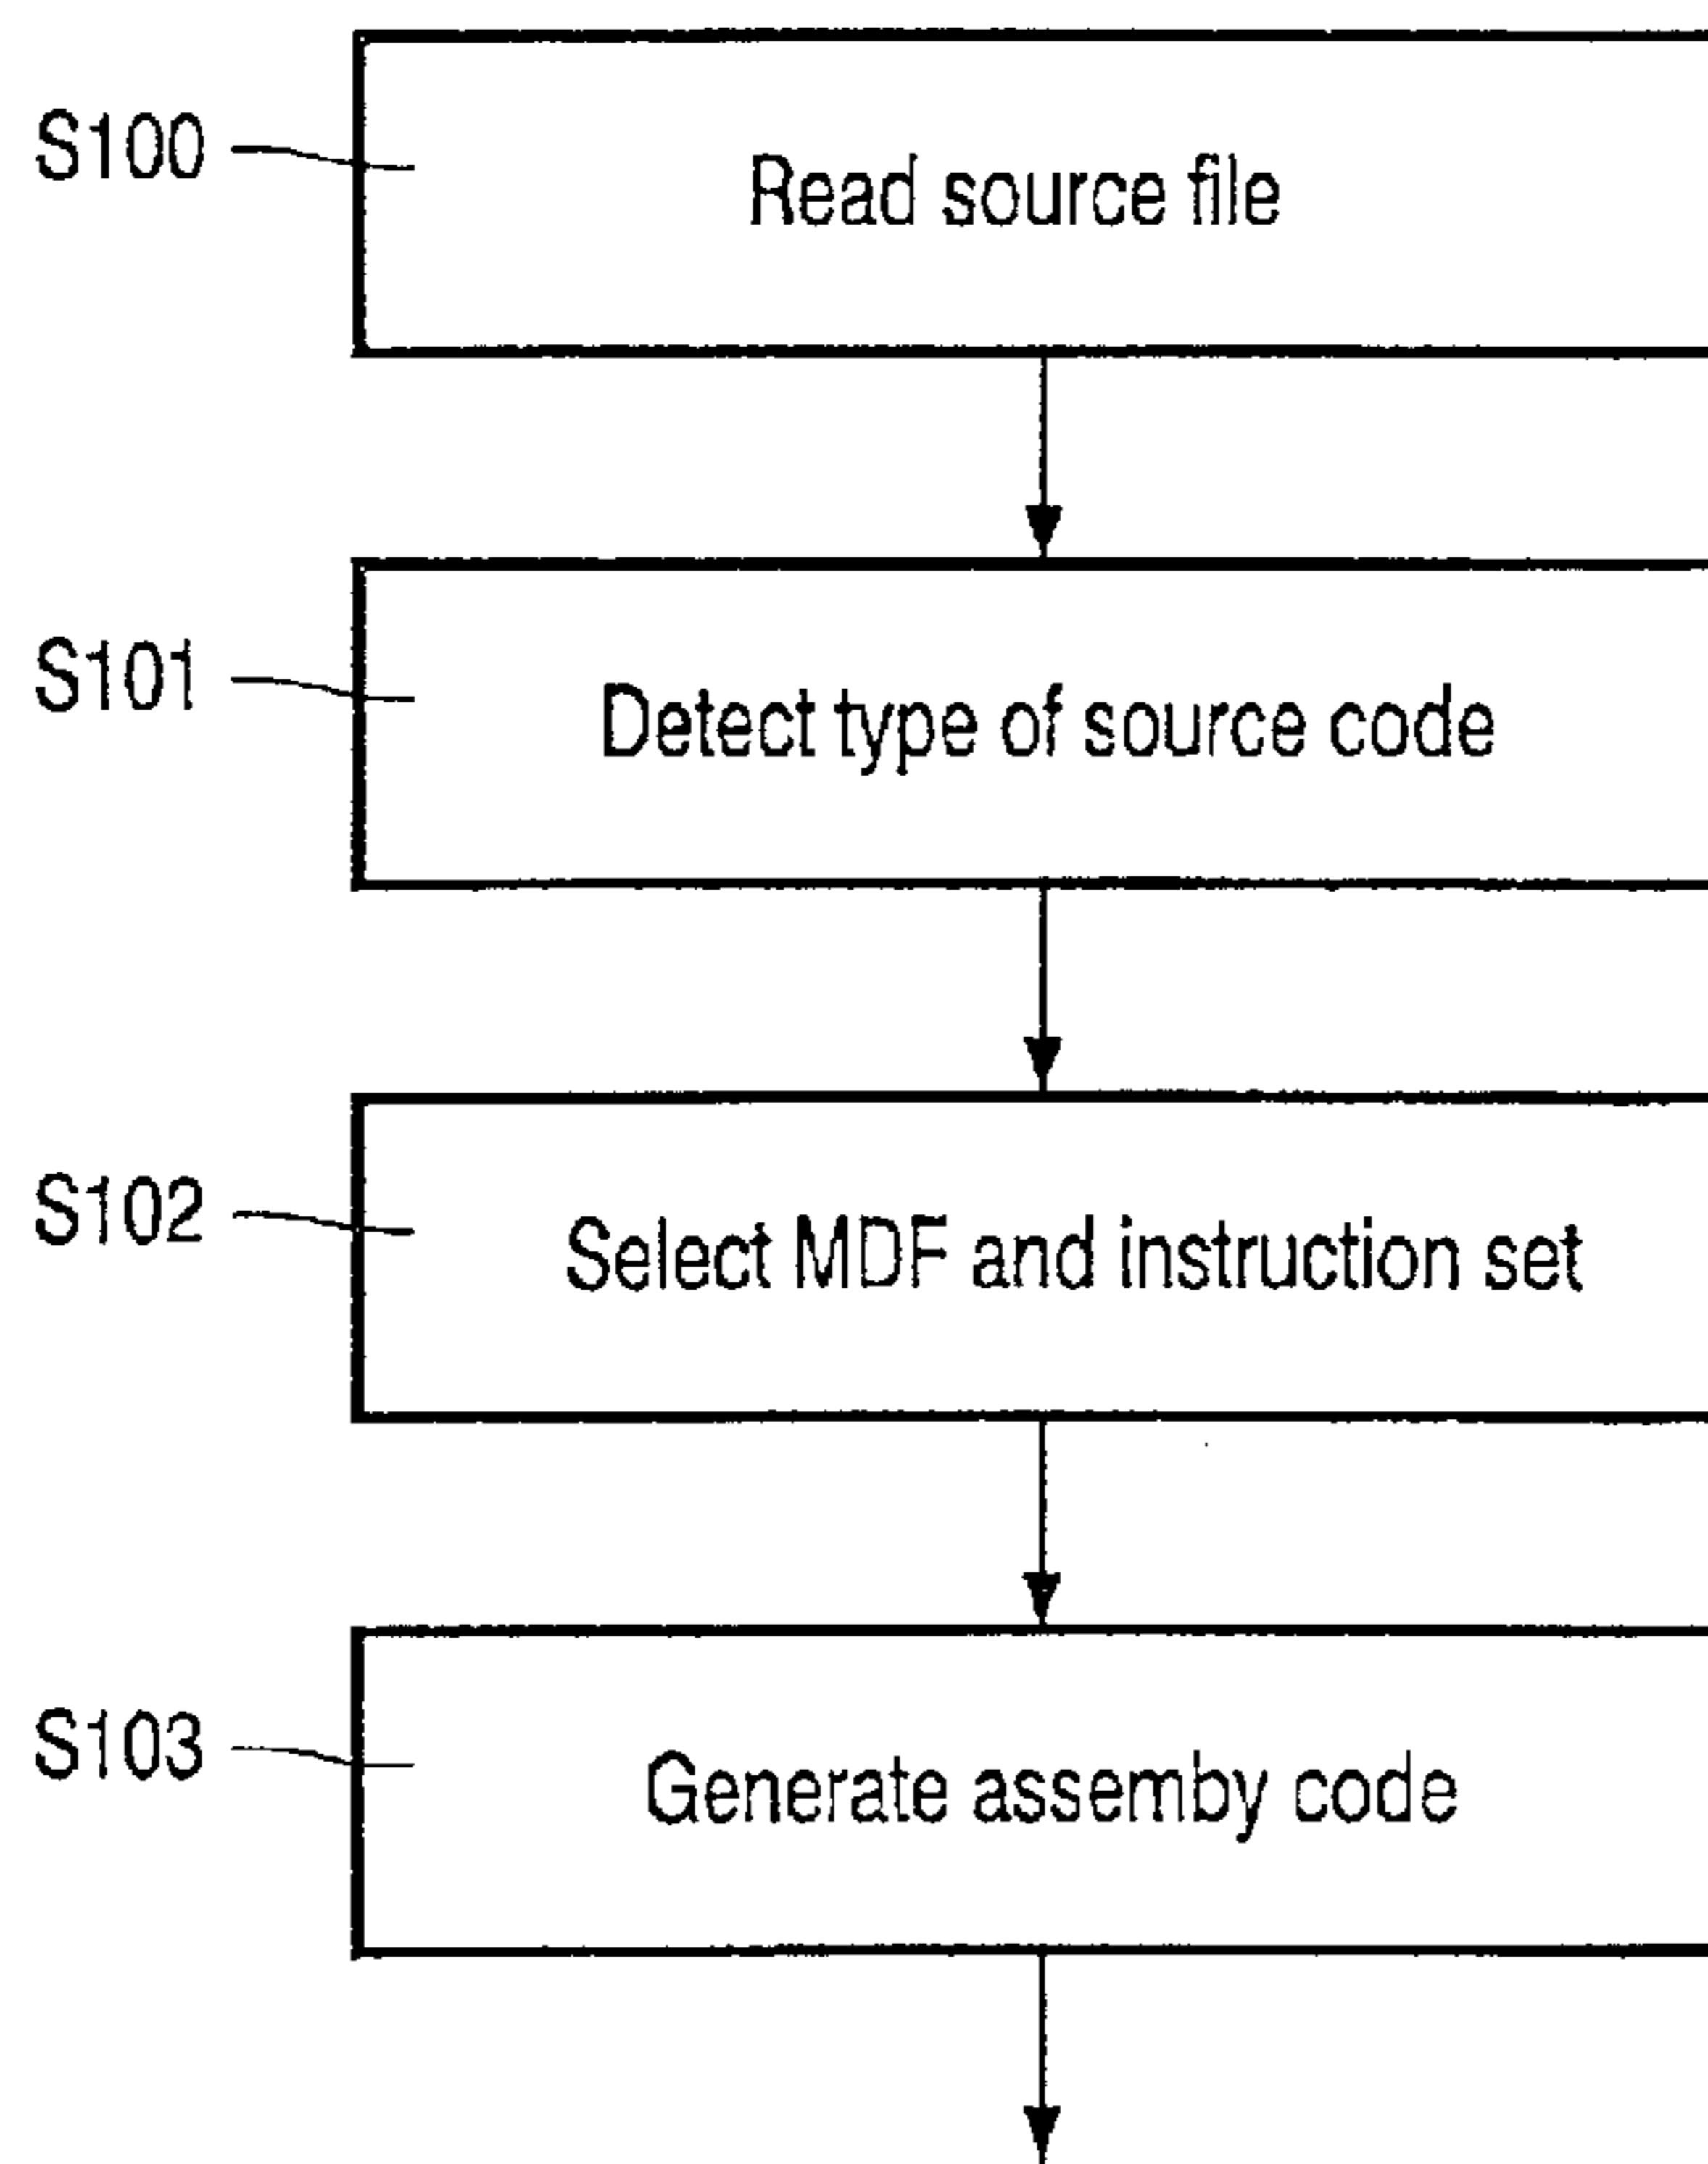 S100
Read source file
S101
Detect type of source code
S102
Select MDF and instruction set
S103
Generate assemby code